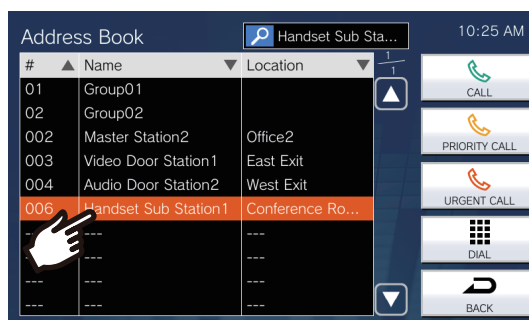 Address Book
Handset Sub Sta...
10:25 AM
# ▲ Name ▼ Location ▼
1/1
01 Group01
02 Group02
002 Master Station2 Office2
003 Video Door Station1 East Exit
004 Audio Door Station2 West Exit
006 Handset Sub Station1 Conference Ro...
--- --- ---
--- --- ---
--- --- ---
--- --- ---
CALL
PRIORITY CALL
URGENT CALL
DIAL
BACK